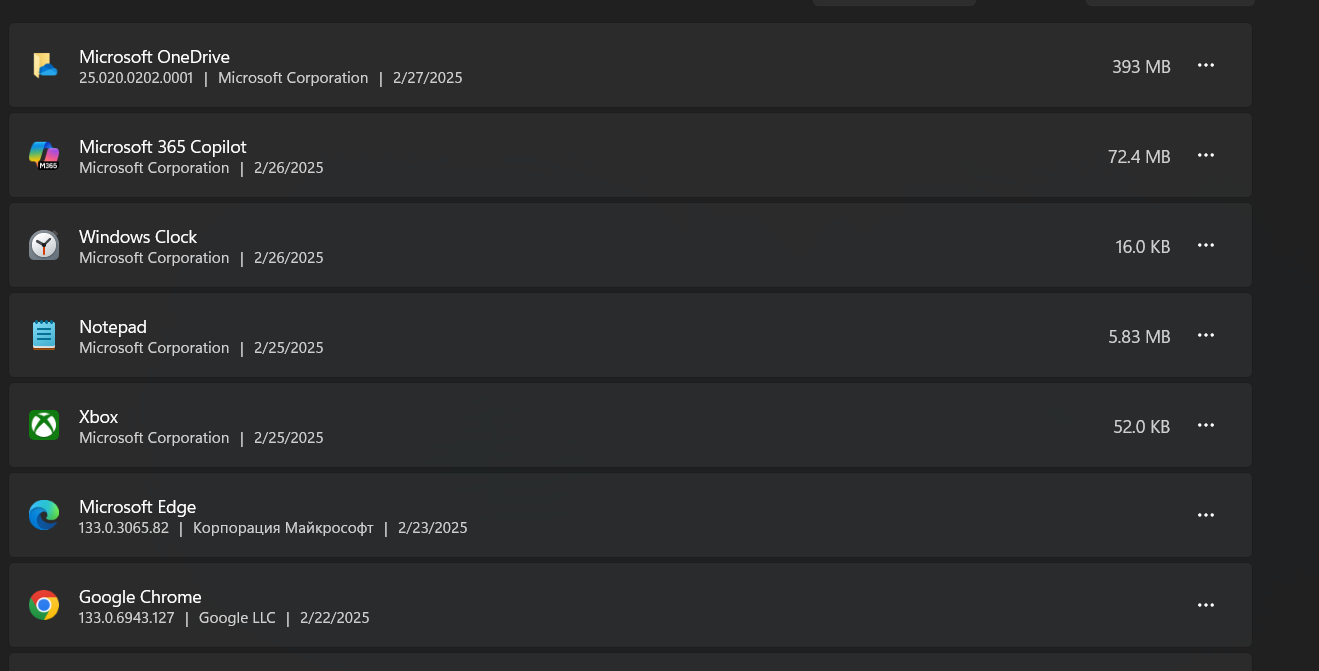 Microsoft OneDrive
25.020.0202.0001 | Microsoft Corporation | 2/27/2025
393 MB
Microsoft 365 Copilot
Microsoft Corporation | 2/26/2025
72.4 MB
M365
Windows Clock
Microsoft Corporation | 2/26/2025
16.0 KB
Notepad
Microsoft Corporation | 2/25/2025
5.83 MB
Xbox
Microsoft Corporation | 2/25/2025
52.0 KB
Microsoft Edge
133.0.3065.82 | Корпорация Майкрософт | 2/23/2025
Google Chrome
133.0.6943.127 | Google LLC | 2/22/2025